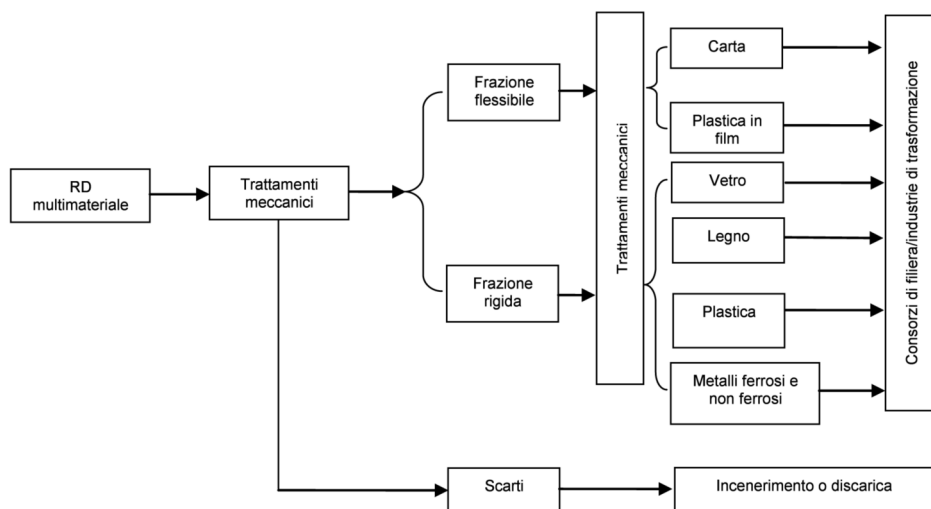 RD
multimateriale
Trattamenti
meccanici
Frazione
flessibile
Frazione
rigida
Trattamenti meccanici
Carta
Plastica in
film
Vetro
Legno
Plastica
Metalli ferrosi e
non ferrosi
Consorzi di filiera/industrie di trasformazione
Scarti
Incenerimento o discarica